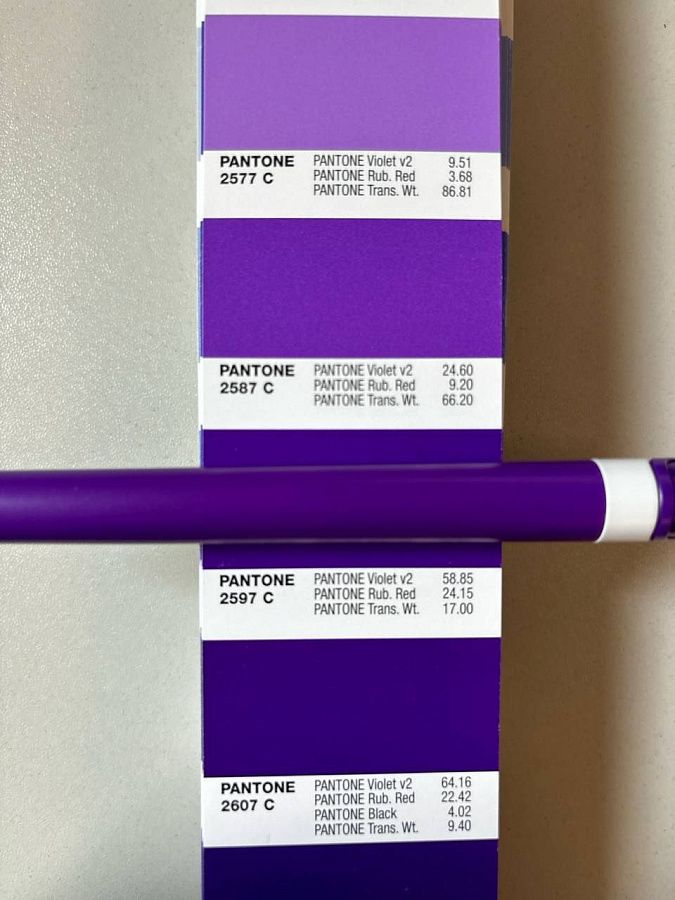 PANTONE PANTONE Violet v2 9.51
2577 C PANTONE Rub. Red 3.68
PANTONE Trans. Wt. 86.81
PANTONE PANTONE Violet v2 24.60
2587 C PANTONE Rub. Red 9.20
PANTONE Trans. Wt. 66.20
PANTONE PANTONE Violet v2 58.85
2597 C PANTONE Rub. Red 24.15
PANTONE Trans. Wt. 17.00
PANTONE PANTONE Violet v2 64.16
2607 C PANTONE Rub. Red 22.42
PANTONE Black 4.02
PANTONE Trans. Wt. 9.40